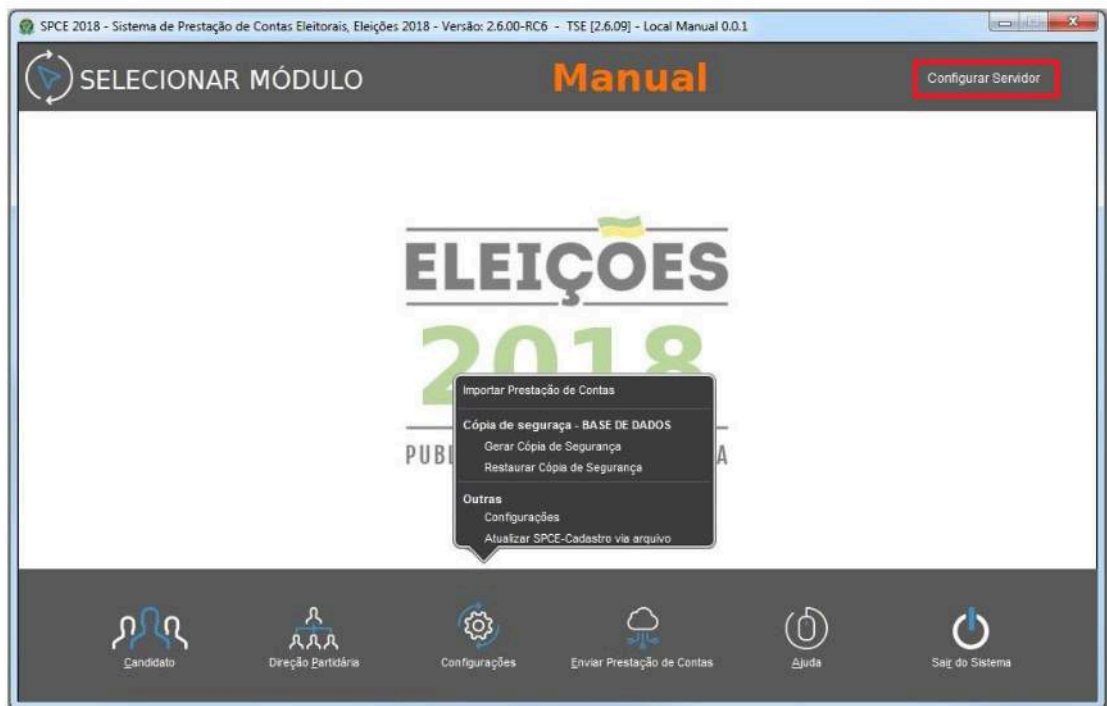 SPCE 2018 - Sistema de Prestação de Contas Eleitorais, Eleições 2018 - Versão: 2.6.00-RC6 - TSE [2.6.09] - Local Manual 0.0.1
SELECIONAR MÓDULO
Manual
Configurar Servidor
ELEIÇÕES
2018
PUBL
A
Importar Prestação de Contas
Cópia de seguraça - BASE DE DADOS
Gerar Cópia de Segurança
Restaurar Cópia de Segurança
Outras
Configurações
Atualizar SPCE-Cadastro via arquivo
Candidato
Direção Partidária
Configurações
Enviar Prestação de Contas
Ajuda
Sair do Sistema